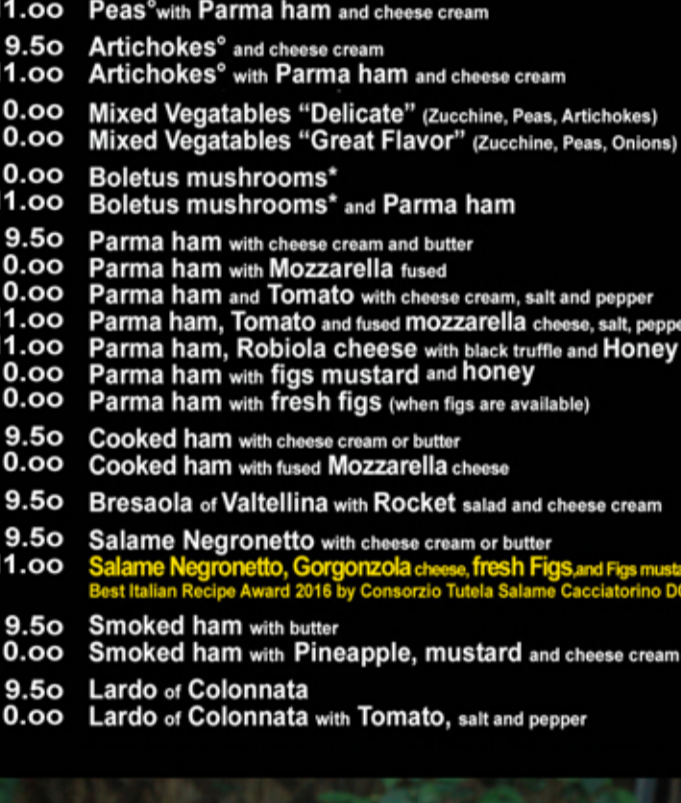 1.00 Peas° with Parma ham and cheese cream
9.50 Artichokes° and cheese cream
1.00 Artichokes° with Parma ham and cheese cream
0.00 Mixed Vegatables “Delicate” (Zucchine, Peas, Artichokes)
0.00 Mixed Vegatables “Great Flavor” (Zucchine, Peas, Onions)
0.00 Boletus mushrooms*
1.00 Boletus mushrooms* and Parma ham
9.50 Parma ham with cheese cream and butter
0.00 Parma ham with Mozzarella fused
0.00 Parma ham and Tomato with cheese cream, salt and pepper
1.00 Parma ham, Tomato and fused mozzarella cheese, salt, peppe
1.00 Parma ham, Robiola cheese with black truffle and Honey
0.00 Parma ham with figs mustard and honey
0.00 Parma ham with fresh figs (when figs are available)
9.50 Cooked ham with cheese cream or butter
0.00 Cooked ham with fused Mozzarella cheese
9.50 Bresaola of Valtellina with Rocket salad and cheese cream
9.50 Salame Negronetto with cheese cream or butter
1.00 Salame Negronetto, Gorgonzola cheese, fresh Figs, and Figs musta
Best Italian Recipe Award 2016 by Consorzio Tutela Salame Cacciatorino DO
9.50 Smoked ham with butter
0.00 Smoked ham with Pineapple, mustard and cheese cream
9.50 Lardo of Colonnata
0.00 Lardo of Colonnata with Tomato, salt and pepper